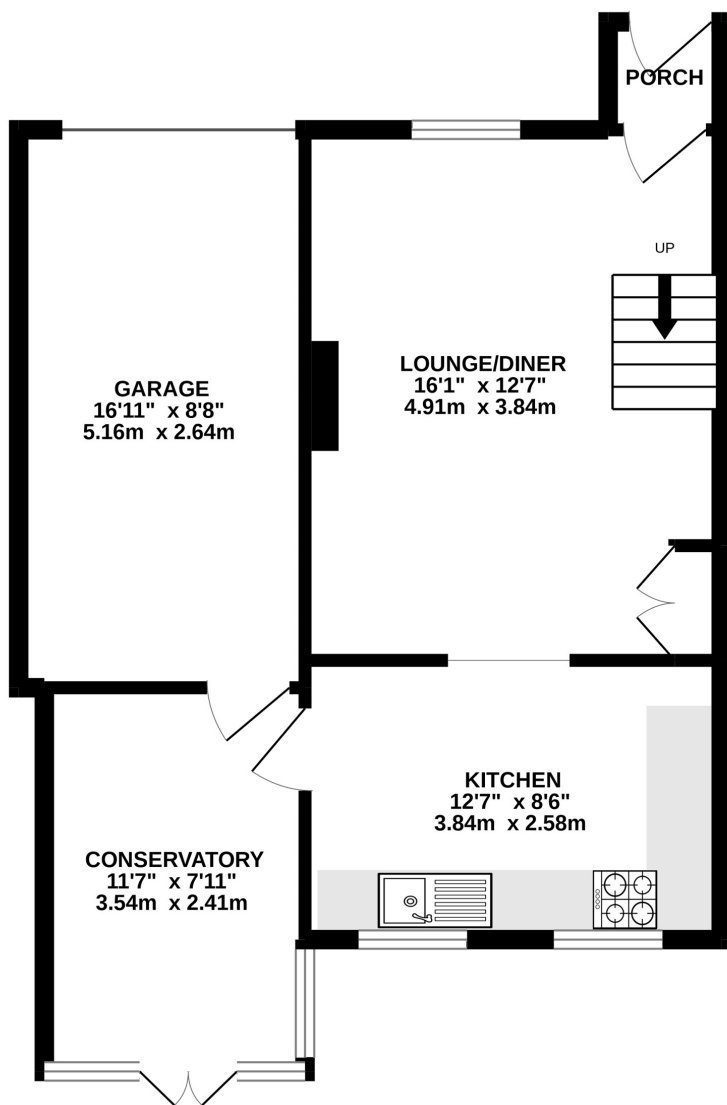 PORCH
UP
LOUNGE/DINER
16'1" x 12'7"
4.91m x 3.84m
GARAGE
16'11" x 8'8"
5.16m x 2.64m
KITCHEN
12'7" x 8'6"
3.84m x 2.58m
CONSERVATORY
11'7" x 7'11"
3.54m x 2.41m